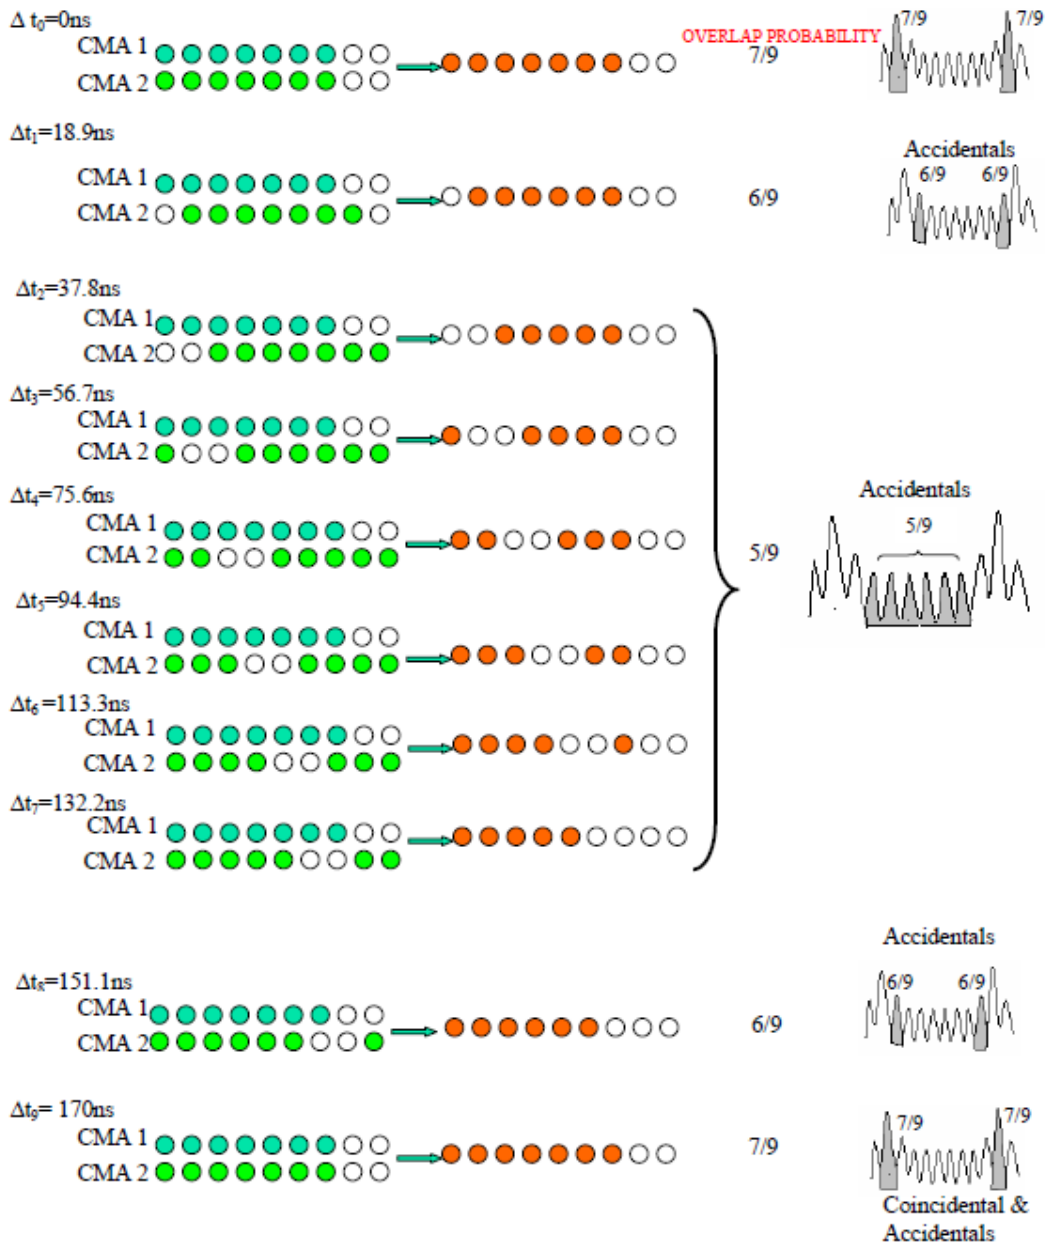 Δ t₀=0ns
CMA 1
CMA 2
OVERLAP PROBABILITY
7/9
7/9 7/9
Δt₁=18.9ns
CMA 1
CMA 2
6/9
Accidentals
6/9 6/9
Δt₂=37.8ns
CMA 1
CMA 2
Δt₃=56.7ns
CMA 1
CMA 2
Δt₄=75.6ns
CMA 1
CMA 2
5/9
Accidentals
5/9
Δt₅=94.4ns
CMA 1
CMA 2
Δt₆=113.3ns
CMA 1
CMA 2
Δt₇=132.2ns
CMA 1
CMA 2
Δt₈=151.1ns
CMA 1
CMA 2
6/9
Accidentals
6/9 6/9
Δt₉= 170ns
CMA 1
CMA 2
7/9
7/9 7/9
Coincidental &
Accidentals